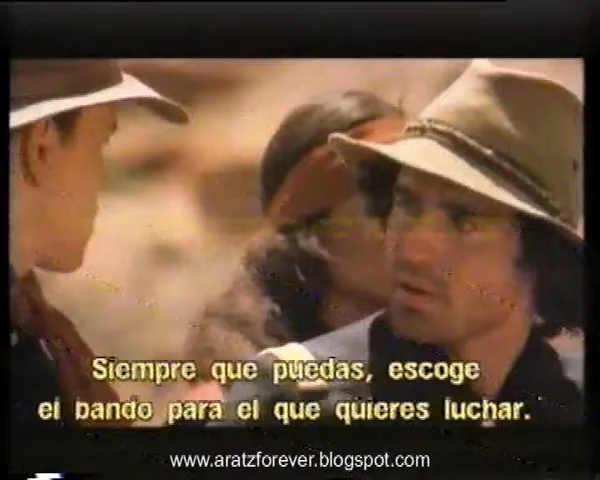 Siempre que puedas, escoge
el bando para el que quieres luchar.
www.aratzforever.blogspot.com